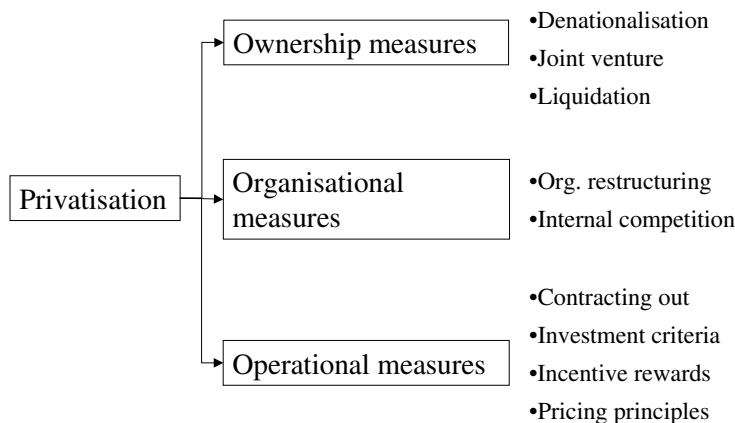 Privatisation
Ownership measures
•Denationalisation
•Joint venture
•Liquidation
Organisational
measures
•Org. restructuring
•Internal competition
Operational measures
•Contracting out
•Investment criteria
•Incentive rewards
•Pricing principles